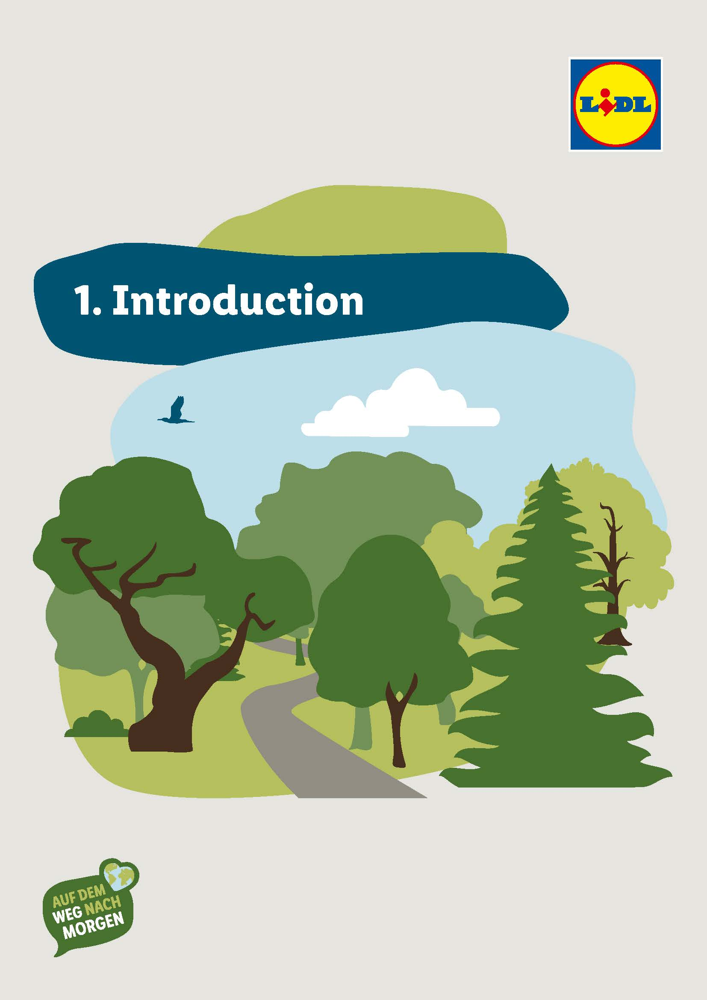 LiDL
1. Introduction
AUF DEM
WEG NACH
MORGEN